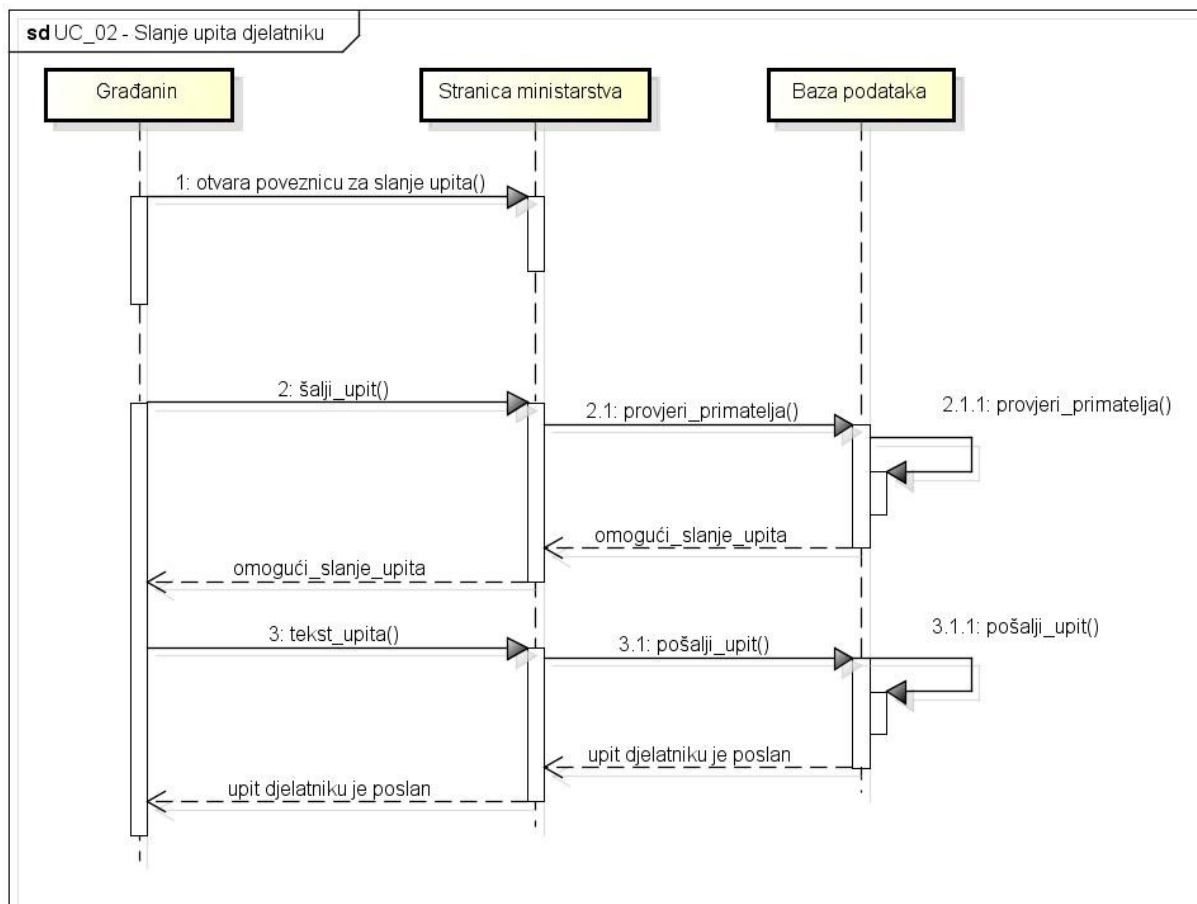 sd UC_02 - Slanje upita djelatniku
Građanin
Stranica ministarstva
Baza podataka
1: otvara poveznicu za slanje upita()
2: šalji_upit()
2.1: provjeri_primatelja()
2.1.1: provjeri_primatelja()
omogući_slanje_upita
omogući_slanje_upita
3: tekst_upita()
3.1: pošalji_upit()
3.1.1: pošalji_upit()
upit djelatniku je poslan
upit djelatniku je poslan